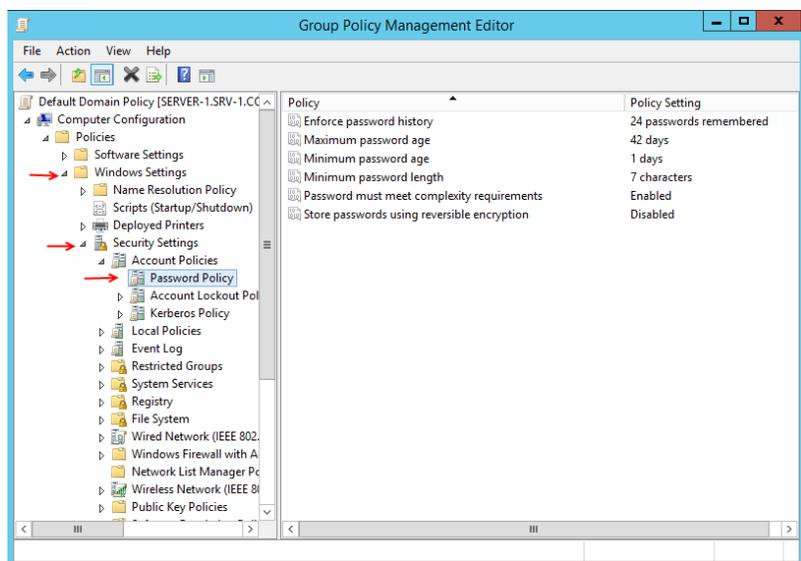 Group Policy Management Editor
File Action View Help
Default Domain Policy [SERVER-1.SRV-1.CC
Computer Configuration
Policies
Software Settings
Windows Settings
Name Resolution Policy
Scripts (Startup/Shutdown)
Deployed Printers
Security Settings
Account Policies
Password Policy
Account Lockout Pol
Kerberos Policy
Local Policies
Event Log
Restricted Groups
System Services
Registry
File System
Wired Network (IEEE 802.
Windows Firewall with A
Network List Manager Po
Wireless Network (IEEE 80
Public Key Policies
Policy Policy Setting
Enforce password history 24 passwords remembered
Maximum password age 42 days
Minimum password age 1 days
Minimum password length 7 characters
Password must meet complexity requirements Enabled
Store passwords using reversible encryption Disabled